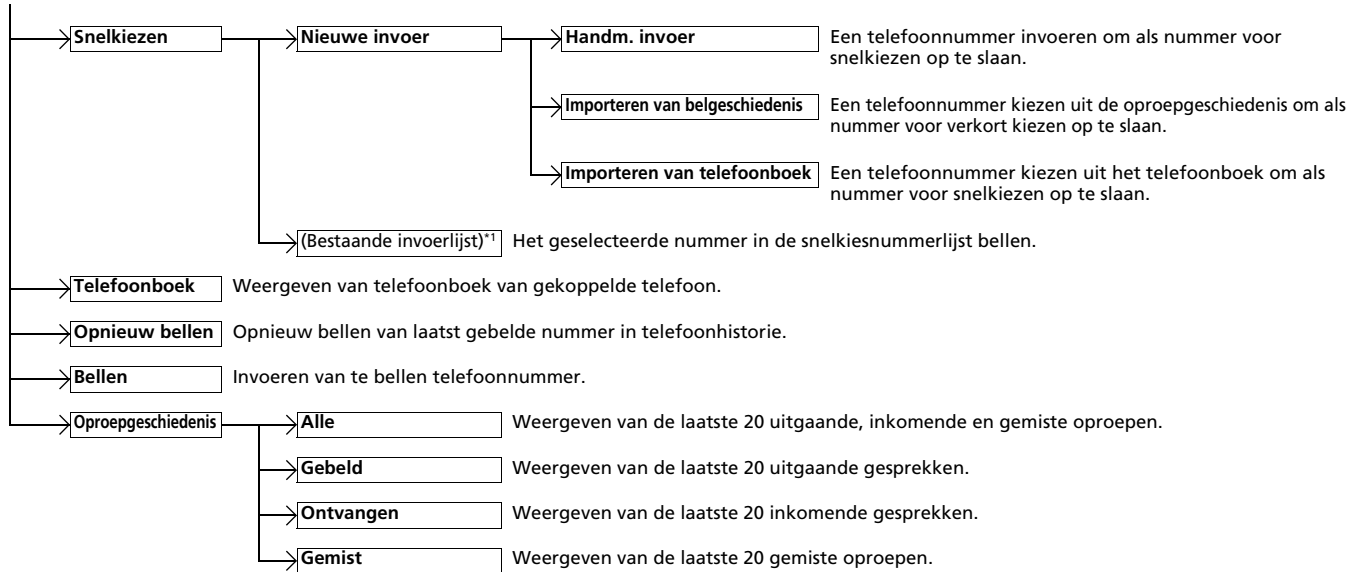 Snelkiezen
Nieuwe invoer
Handm. invoer
Een telefoonnummer invoeren om als nummer voor
snelkiezen op te slaan.
Importeren van belgeschiedenis
Een telefoonnummer kiezen uit de oproepgeschiedenis om als
nummer voor verkort kiezen op te slaan.
Importeren van telefoonboek
Een telefoonnummer kiezen uit het telefoonboek om als
nummer voor snelkiezen op te slaan.
(Bestaande invoerlijst)*1
Het geselecteerde nummer in de snelkiesnummerlijst bellen.
Telefoonboek
Weergeven van telefoonboek van gekoppelde telefoon.
Opnieuw bellen
Opnieuw bellen van laatst gebelde nummer in telefoonhistorie.
Bellen
Invoeren van te bellen telefoonnummer.
Oproepgeschiedenis
Alle
Weergeven van de laatste 20 uitgaande, inkomende en gemiste oproepen.
Gebeld
Weergeven van de laatste 20 uitgaande gesprekken.
Ontvangen
Weergeven van de laatste 20 inkomende gesprekken.
Gemist
Weergeven van de laatste 20 gemiste oproepen.